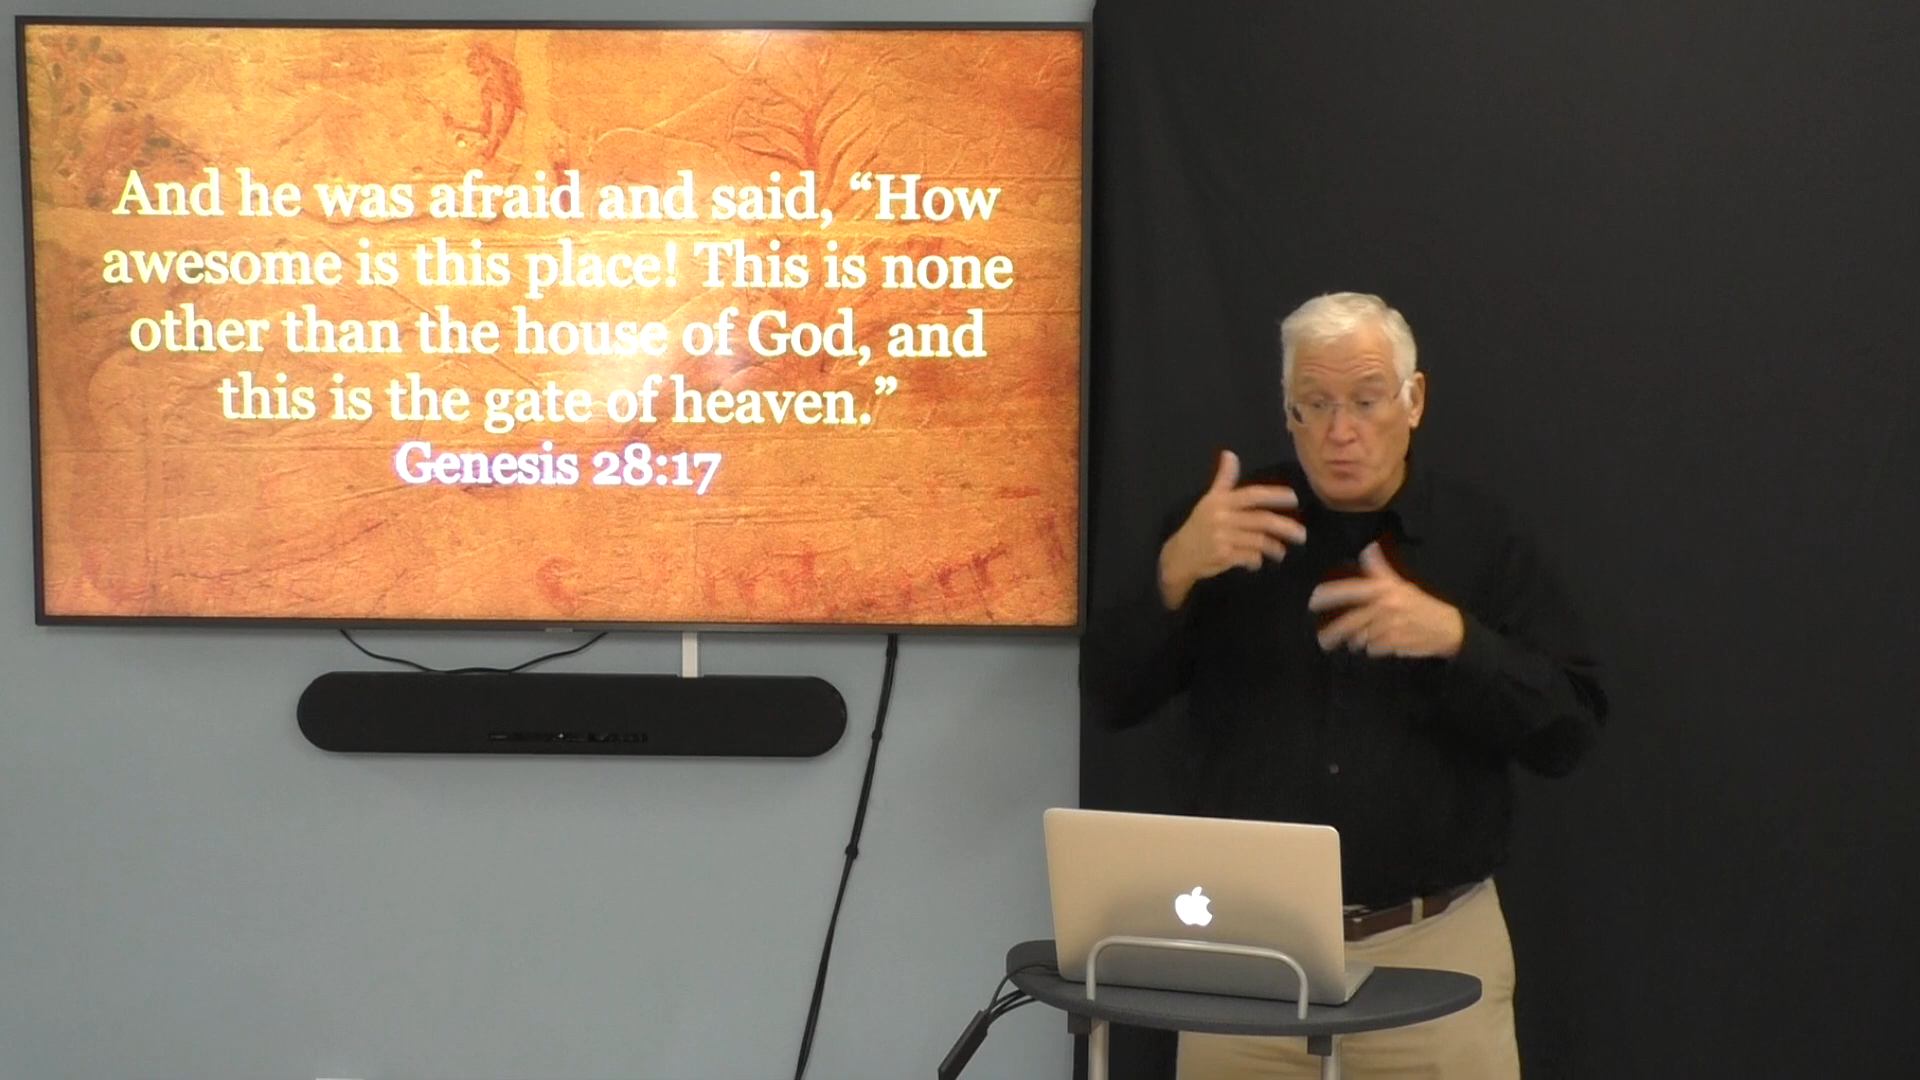 And he was afraid and said, “How
awesome is this place! This is none
other than the house of God, and
this is the gate of heaven.”
Genesis 28:17